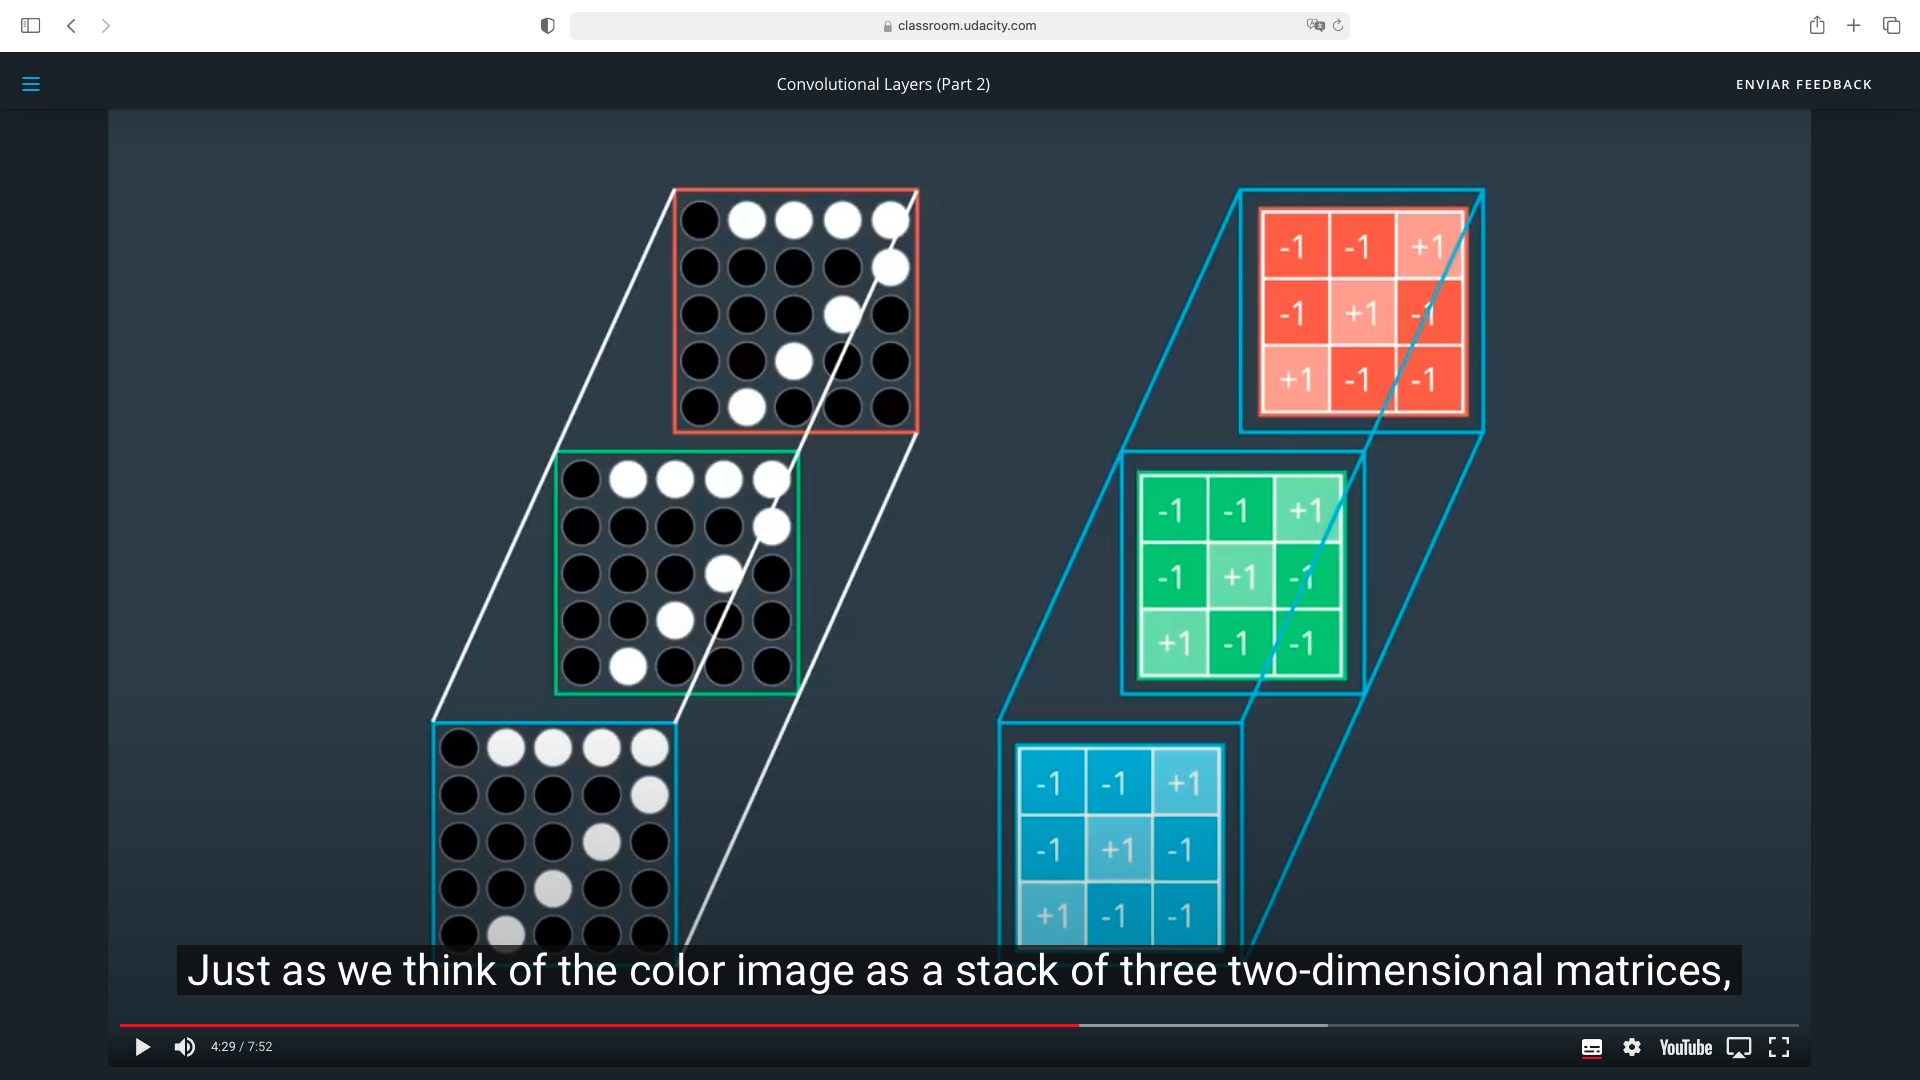 classroom.udacity.com
Convolutional Layers (Part 2)
ENVIAR FEEDBACK
-1 -1 +1
-1 +1 -1
+1 -1 -1
-1 -1 +1
-1 +1 -1
+1 -1 -1
-1 -1 +1
-1 +1 -1
+1 -1 -1
Just as we think of the color image as a stack of three two-dimensional matrices,
4:29 / 7:52
YouTube